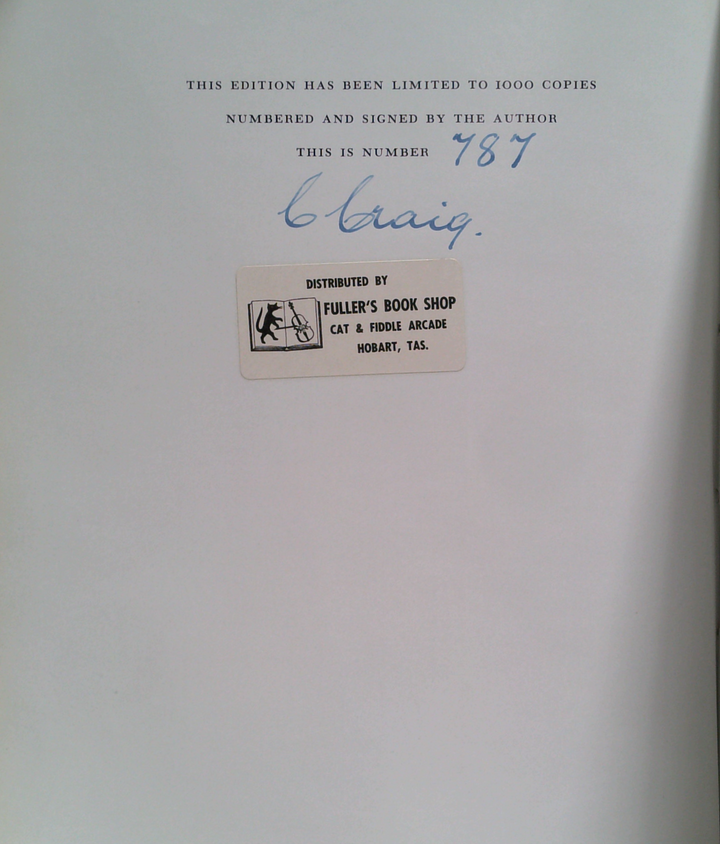 THIS EDITION HAS BEEN LIMITED TO 1000 COPIES
NUMBERED AND SIGNED BY THE AUTHOR
THIS IS NUMBER 787
C Craig.
DISTRIBUTED BY
FULLER'S BOOK SHOP
CAT & FIDDLE ARCADE
HOBART, TAS.